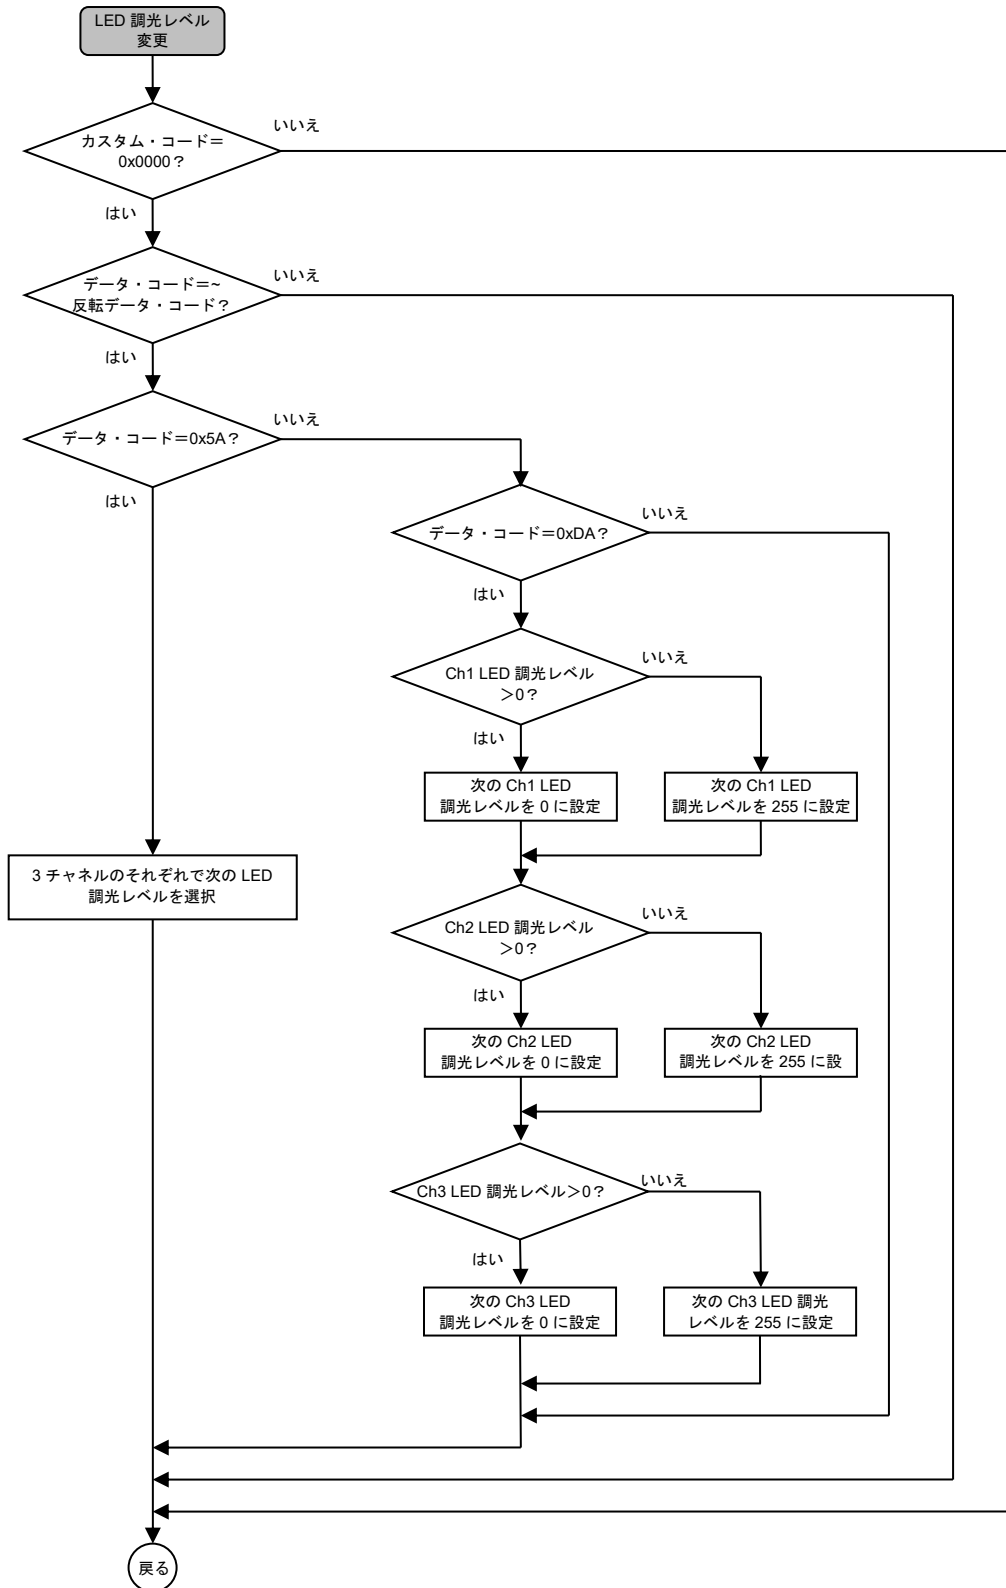 LED 調光レベル
変更
カスタム・コード＝
0x0000？
いいえ
はい
データ・コード＝~
反転データ・コード？
いいえ
はい
データ・コード＝0x5A？
いいえ
はい
データ・コード＝0xDA？
いいえ
はい
Ch1 LED 調光レベル
＞0？
いいえ
はい
次の Ch1 LED
調光レベルを 0 に設定
次の Ch1 LED
調光レベルを 255 に設定
3 チャネルのそれぞれで次の LED
調光レベルを選択
Ch2 LED 調光レベル
＞0？
いいえ
はい
次の Ch2 LED
調光レベルを 0 に設定
次の Ch2 LED
調光レベルを 255 に設
Ch3 LED 調光レベル＞0？
いいえ
はい
次の Ch3 LED
調光レベルを 0 に設定
次の Ch3 LED 調光
レベルを 255 に設定
戻る